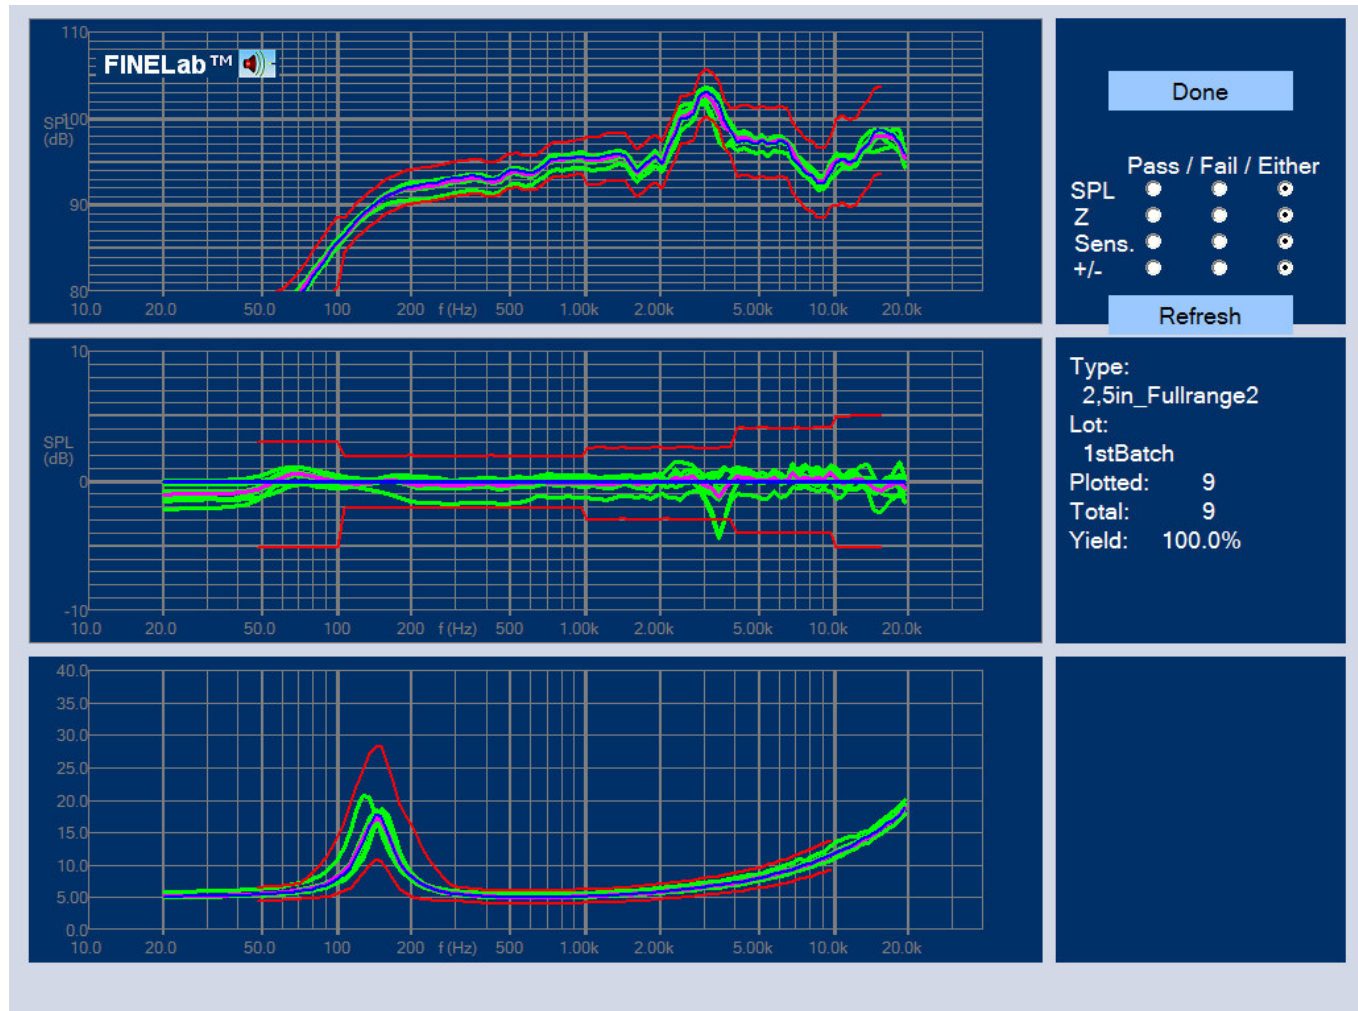 110
FINELab™
SPL 100
(dB)
90
80
10.0 20.0 50.0 100 200 f (Hz) 500 1.00k 2.00k 5.00k 10.0k 20.0k
Done
Pass / Fail / Either
SPL
Z
Sens.
+/-
Refresh
10
SPL
(dB)
0
-10
10.0 20.0 50.0 100 200 f (Hz) 500 1.00k 2.00k 5.00k 10.0k 20.0k
Type:
2,5in_Fullrange2
Lot:
1stBatch
Plotted: 9
Total: 9
Yield: 100.0%
40.0
35.0
30.0
25.0
20.0
15.0
10.0
5.00
0.0
10.0 20.0 50.0 100 200 f (Hz) 500 1.00k 2.00k 5.00k 10.0k 20.0k